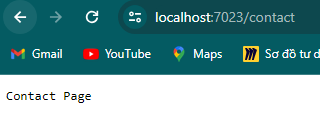 localhost:7023/contact
Gmail YouTube Maps Sơ đồ tư d
Contact Page